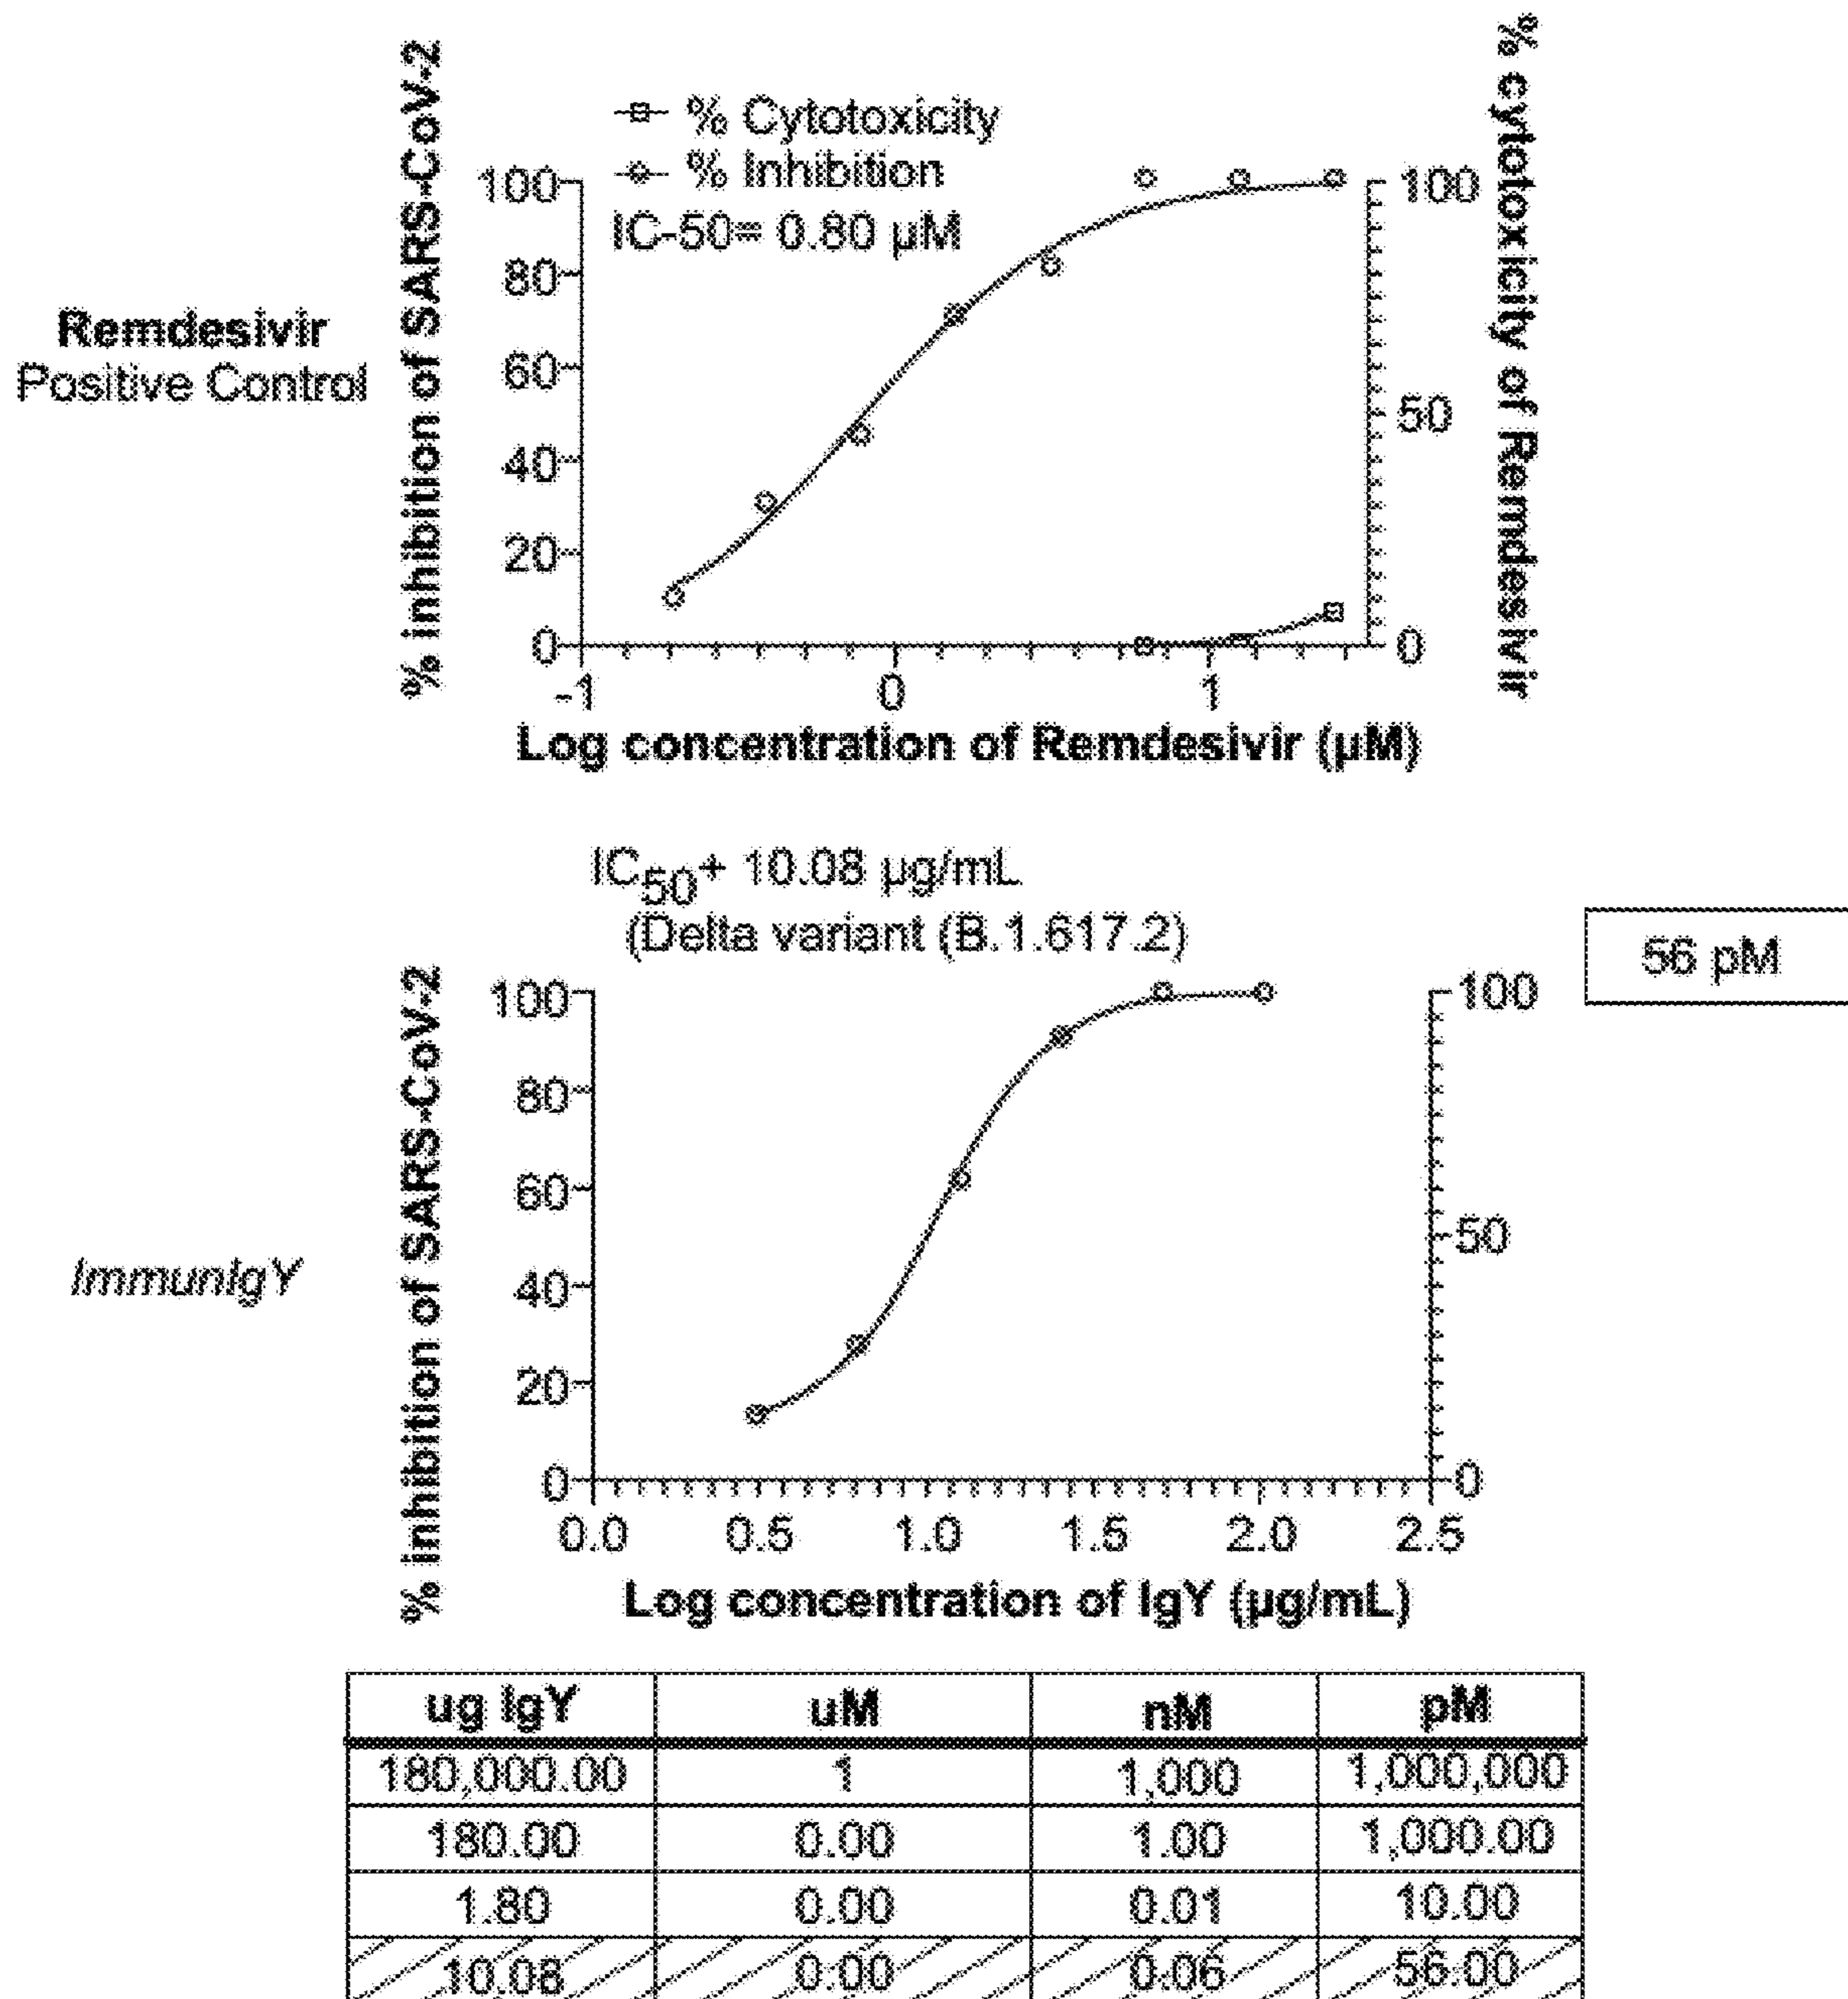 % Cytotoxicity
% Inhibition
IC-50= 0.80 µM
% inhibition of SARS-CoV-2
% cytotoxicity of Remdesivir
100
80
60
40
20
0
100
50
0
-1 0 1
Log concentration of Remdesivir (µM)
Remdesivir
Positive Control
IC50+ 10.08 µg/mL
(Delta variant (B.1.617.2)
56 pM
% inhibition of SARS-CoV-2
100
80
60
40
20
0
100
50
0
0.0 0.5 1.0 1.5 2.0 2.5
Log concentration of IgY (µg/mL)
ImmunIgY
ug IgY uM nM pM
180,000.00 1 1,000 1,000,000
180.00 0.00 1.00 1,000.00
1.80 0.00 0.01 10.00
10.08 0.00 0.06 56.00